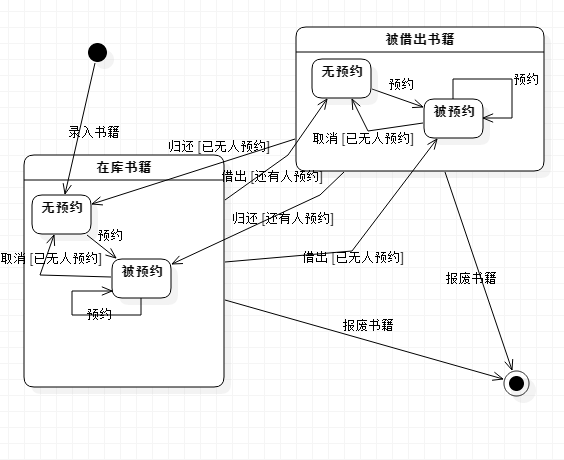 被借出书籍
无预约
预约
预约
被预约
录入书籍
取消 [已无人预约]
归还 [已无人预约]
在库书籍
借出 [还有人预约]
无预约
归还 [还有人预约]
预约
取消 [已无人预约]
借出 [已无人预约]
被预约
报废书籍
预约
报废书籍